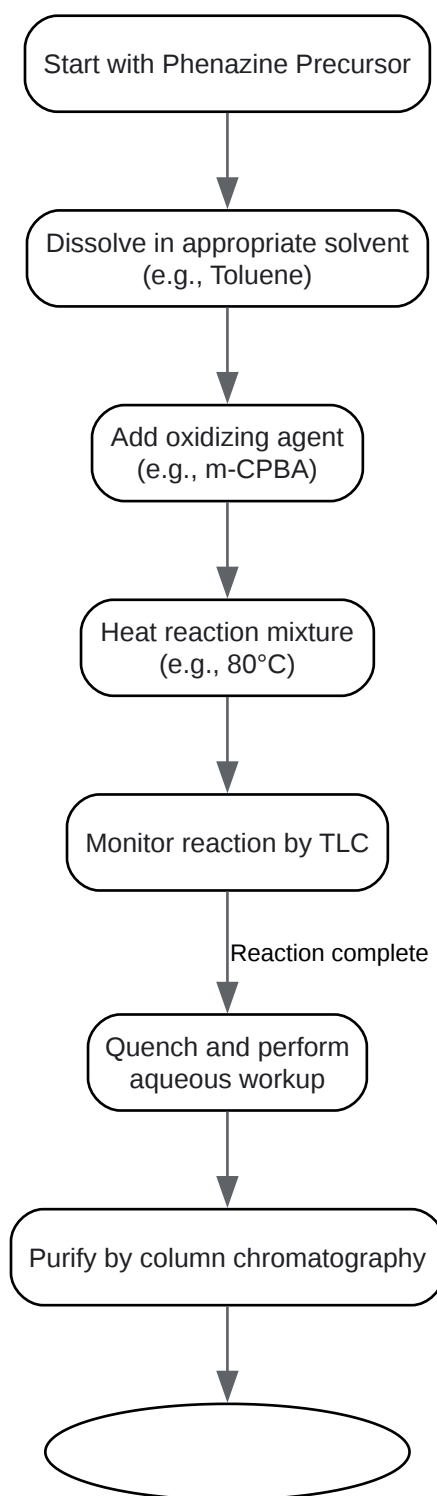 Start with Phenazine Precursor
Dissolve in appropriate solvent
(e.g., Toluene)
Add oxidizing agent
(e.g., m-CPBA)
Heat reaction mixture
(e.g., 80°C)
Monitor reaction by TLC
Reaction complete
Quench and perform
aqueous workup
Purify by column chromatography